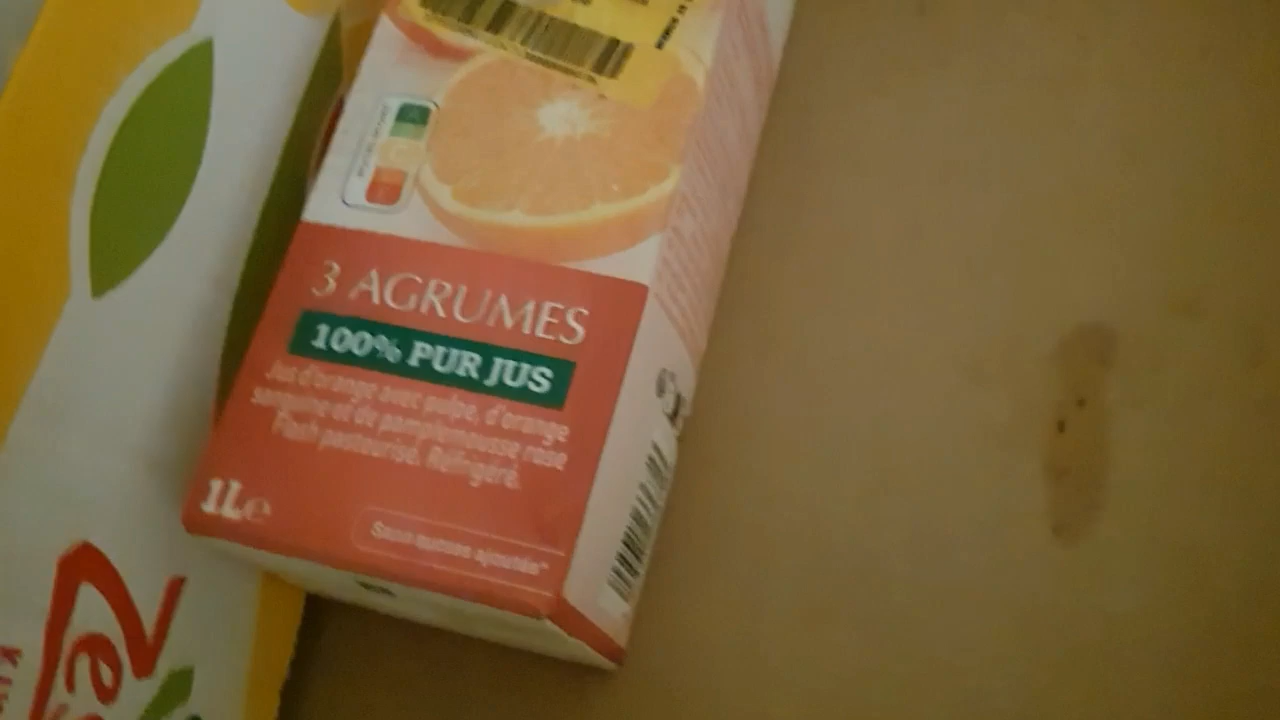 3 AGRUMES
100% PUR JUS
Jus d'orange avec pulpe, d'orange
sanguine et de pamplemousse rose
Flash pasteurisé. Réfrigéré.
1L e
Sans sucres ajoutés*
Zes